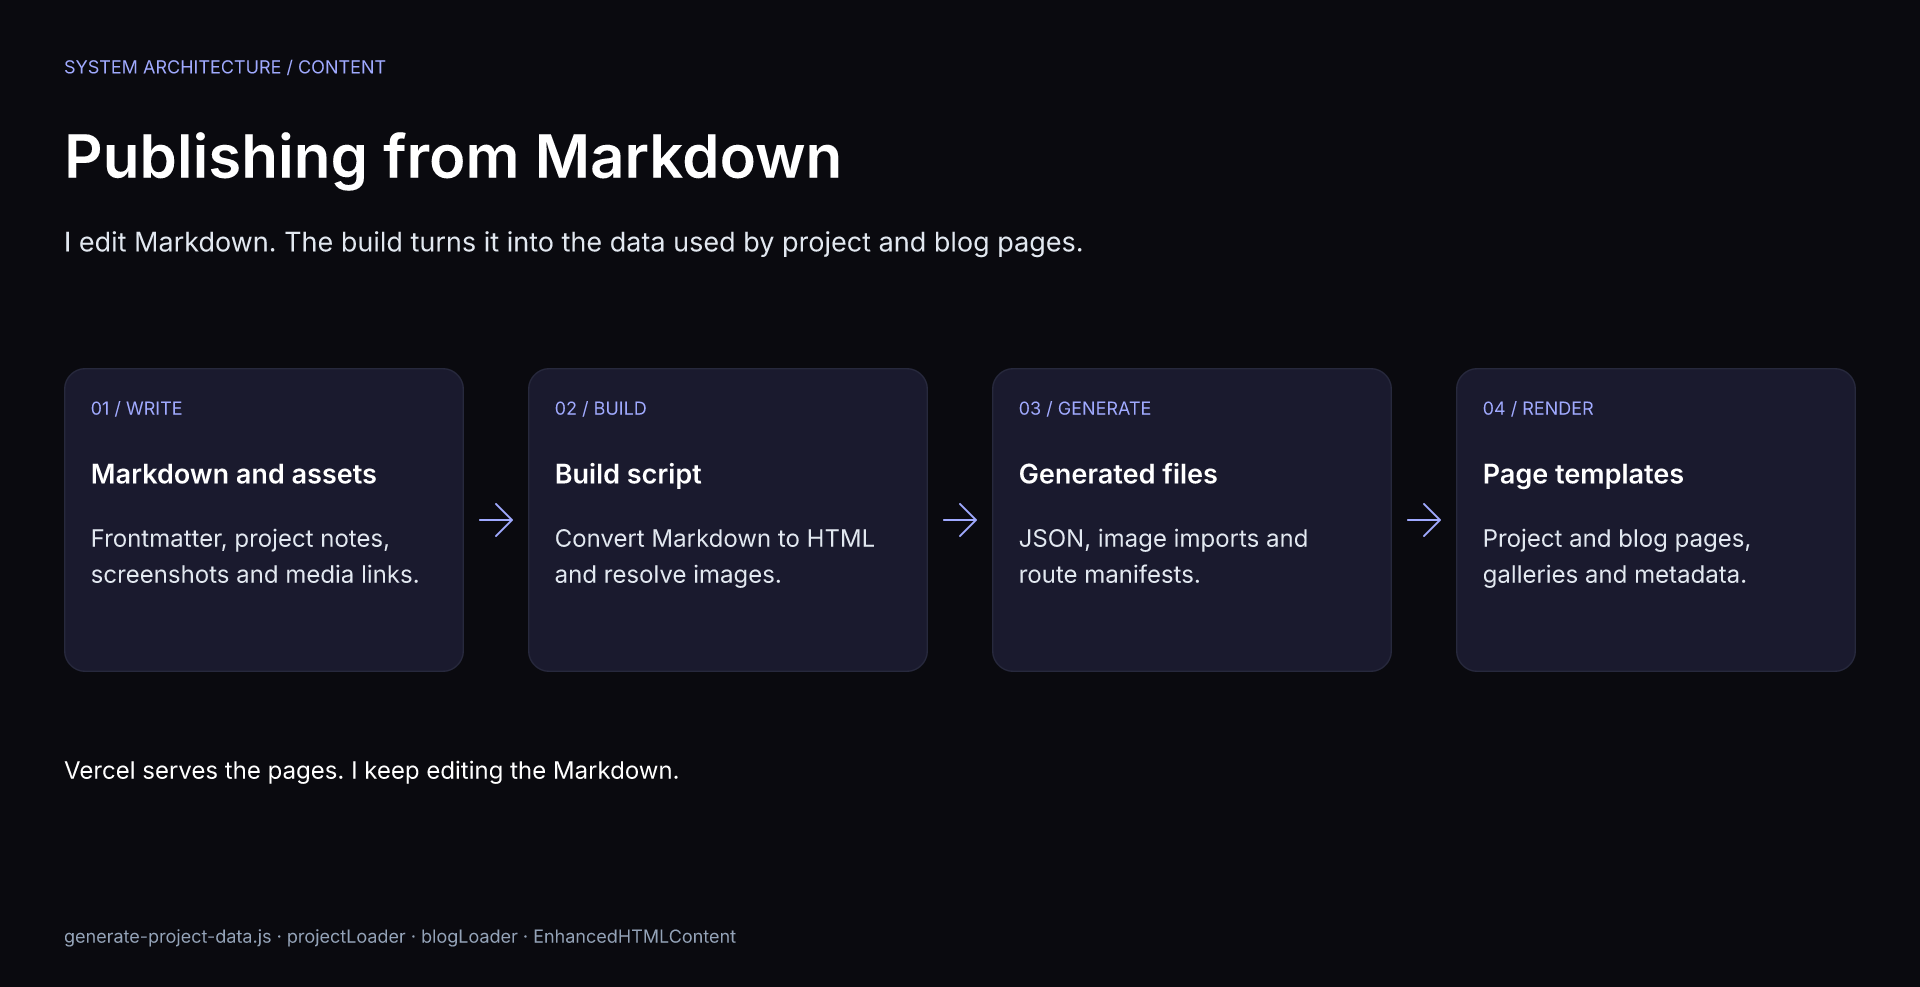 SYSTEM ARCHITECTURE / CONTENT
Publishing from Markdown
I edit Markdown. The build turns it into the data used by project and blog pages.
01 / WRITE
Markdown and assets
Frontmatter, project notes,
screenshots and media links.
02 / BUILD
Build script
Convert Markdown to HTML
and resolve images.
03 / GENERATE
Generated files
JSON, image imports and
route manifests.
04 / RENDER
Page templates
Project and blog pages,
galleries and metadata.
Vercel serves the pages. I keep editing the Markdown.
generate-project-data.js · projectLoader · blogLoader · EnhancedHTMLContent